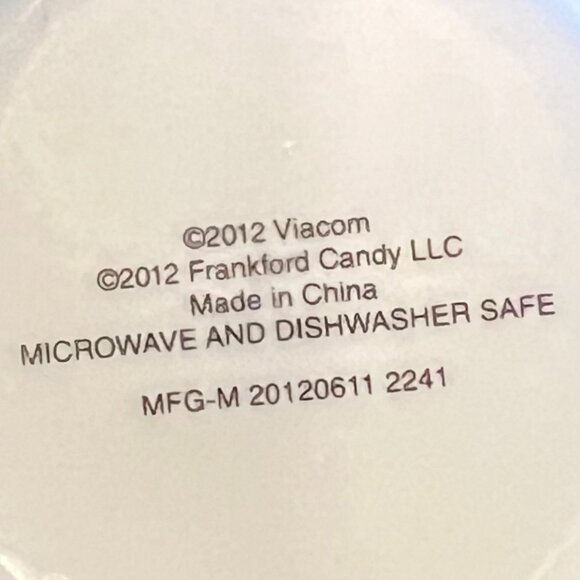 ©2012 Viacom
©2012 Frankford Candy LLC
Made in China
MICROWAVE AND DISHWASHER SAFE
MFG-M 20120611 2241